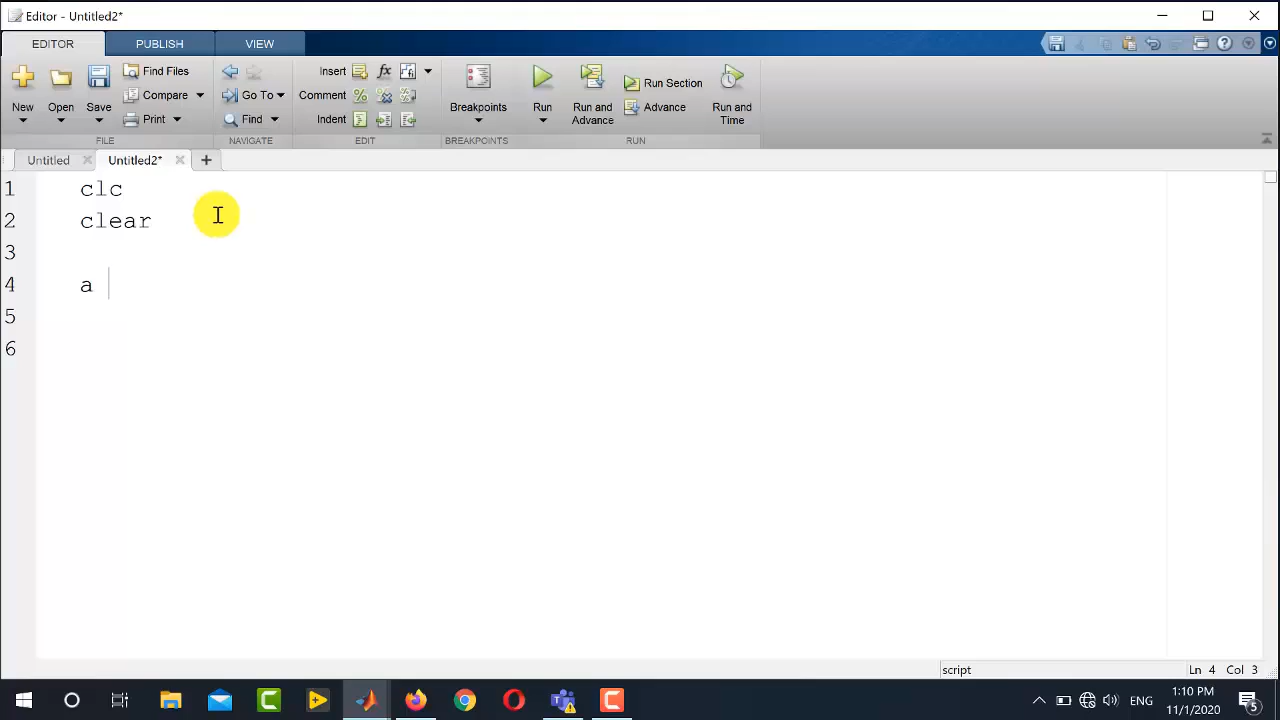 Editor - Untitled2*
EDITOR PUBLISH VIEW
New
Open
Save
Find Files
Compare
Print
FILE
Go To
Find
NAVIGATE
Insert fx
Comment % %
Indent
EDIT
Breakpoints
BREAKPOINTS
Run
Run and
Advance
Run Section
Advance
Run and
Time
RUN
Untitled Untitled2* +
1 clc
2 clear
3
4 a
5
6
script Ln 4 Col 3
ENG
1:10 PM
11/1/2020
5